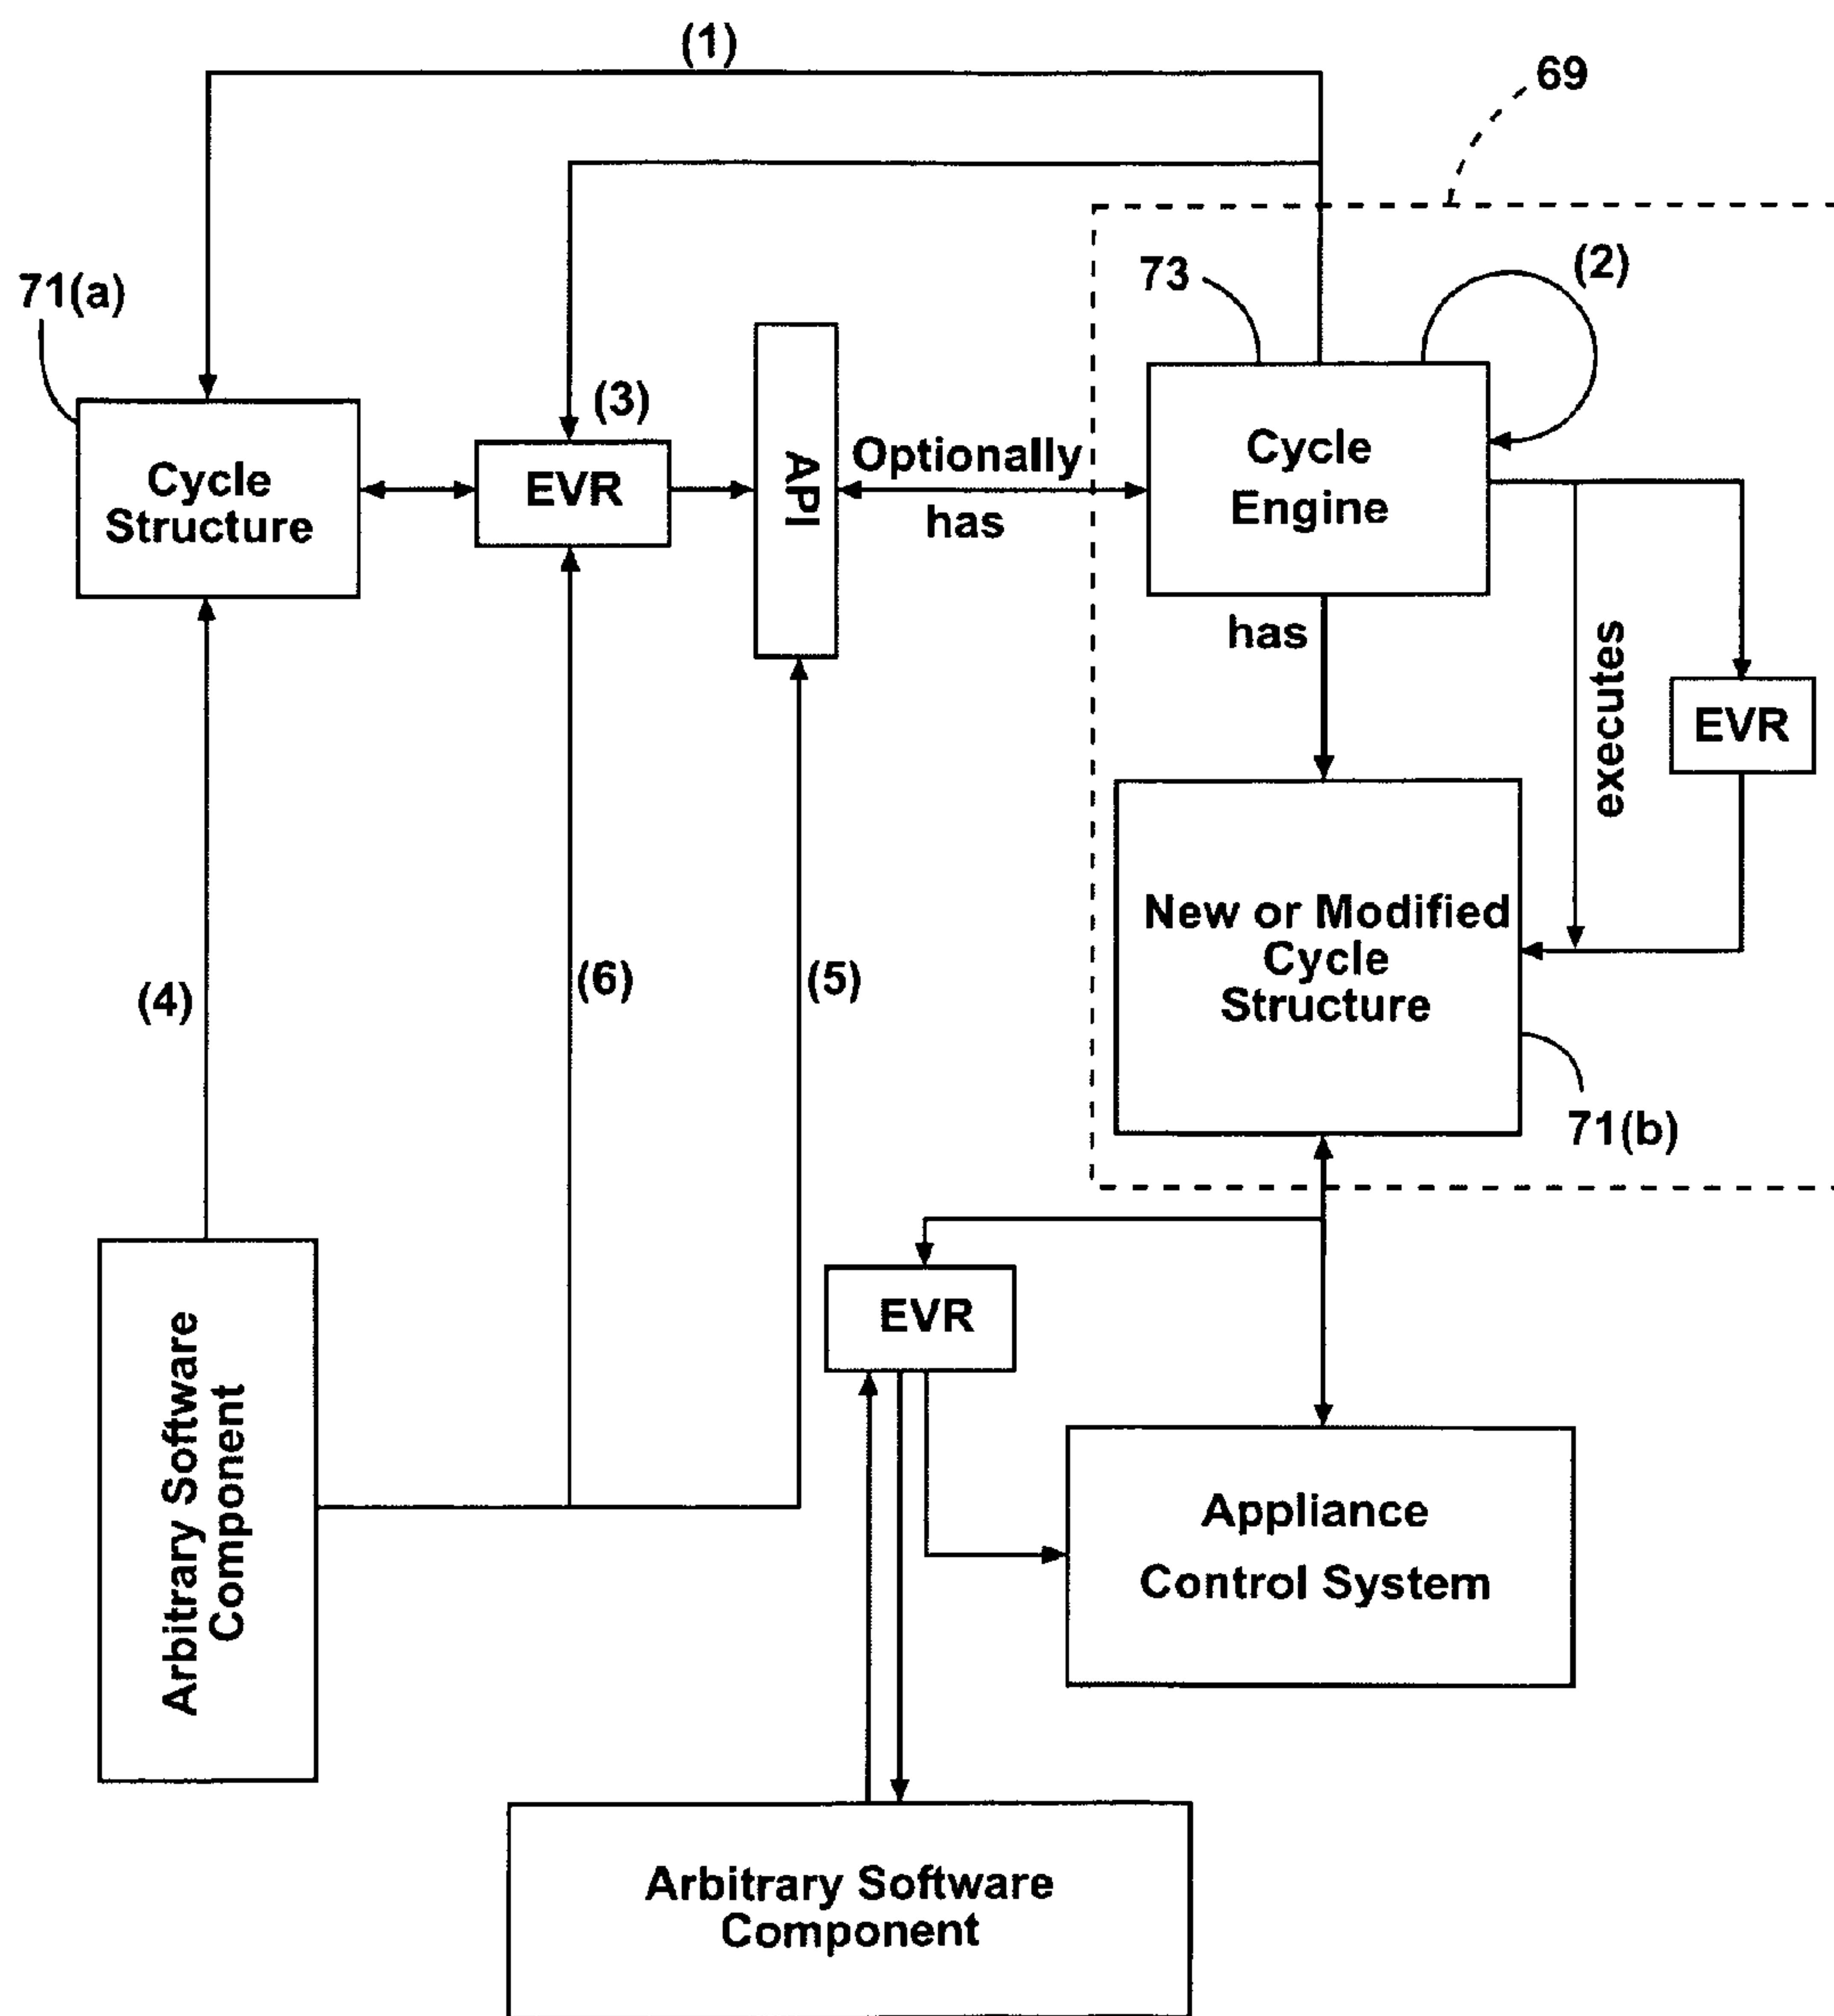 (1)
69
(2)
73
71(a)
(3)
Cycle
Structure
EVR
API
Optionally
has
Cycle
Engine
has
executes
EVR
New or Modified
Cycle
Structure
(4)
(6)
(5)
71(b)
EVR
Arbitrary Software
Component
Appliance
Control System
Arbitrary Software
Component